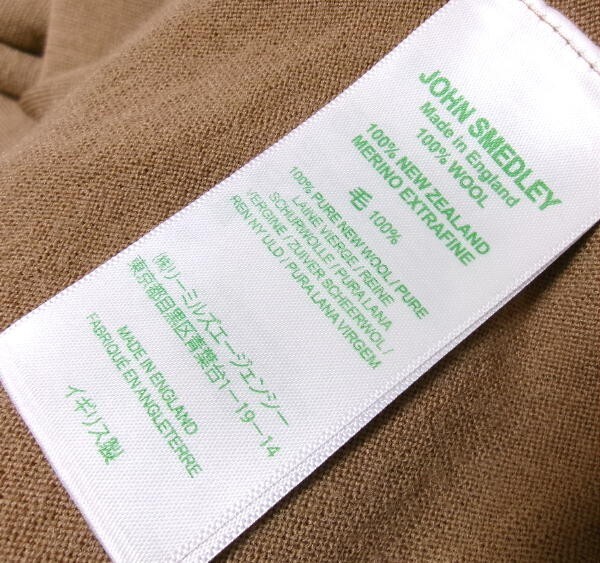 JOHN SMEDLEY
Made in England
100% WOOL
100% NEW ZEALAND
MERINO EXTRAFINE
毛 100%
100% PURE NEW WOOL / PURE
LAINE VIERGE / REINE
SCHURWOLLE / PURA LANA
VERGINE / ZUIVER SCHEERWOL /
REN NY ULD / PURA LANA VIRGEM
㈱リーミルズエージェンシー
東京都目黒区青葉台1-19-14
MADE IN ENGLAND
FABRIQUÉ EN ANGLETERRE
イギリス製